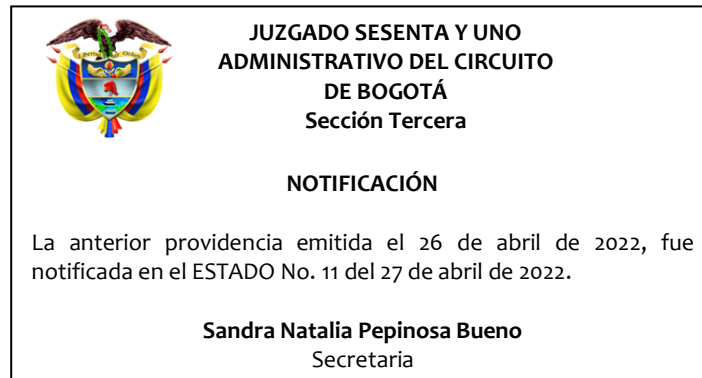 JUZGADO SESENTA Y UNO
ADMINISTRATIVO DEL CIRCUITO
DE BOGOTÁ
Sección Tercera
NOTIFICACIÓN
La anterior providencia emitida el 26 de abril de 2022, fue
notificada en el ESTADO No. 11 del 27 de abril de 2022.
Sandra Natalia Pepinosa Bueno
Secretaria